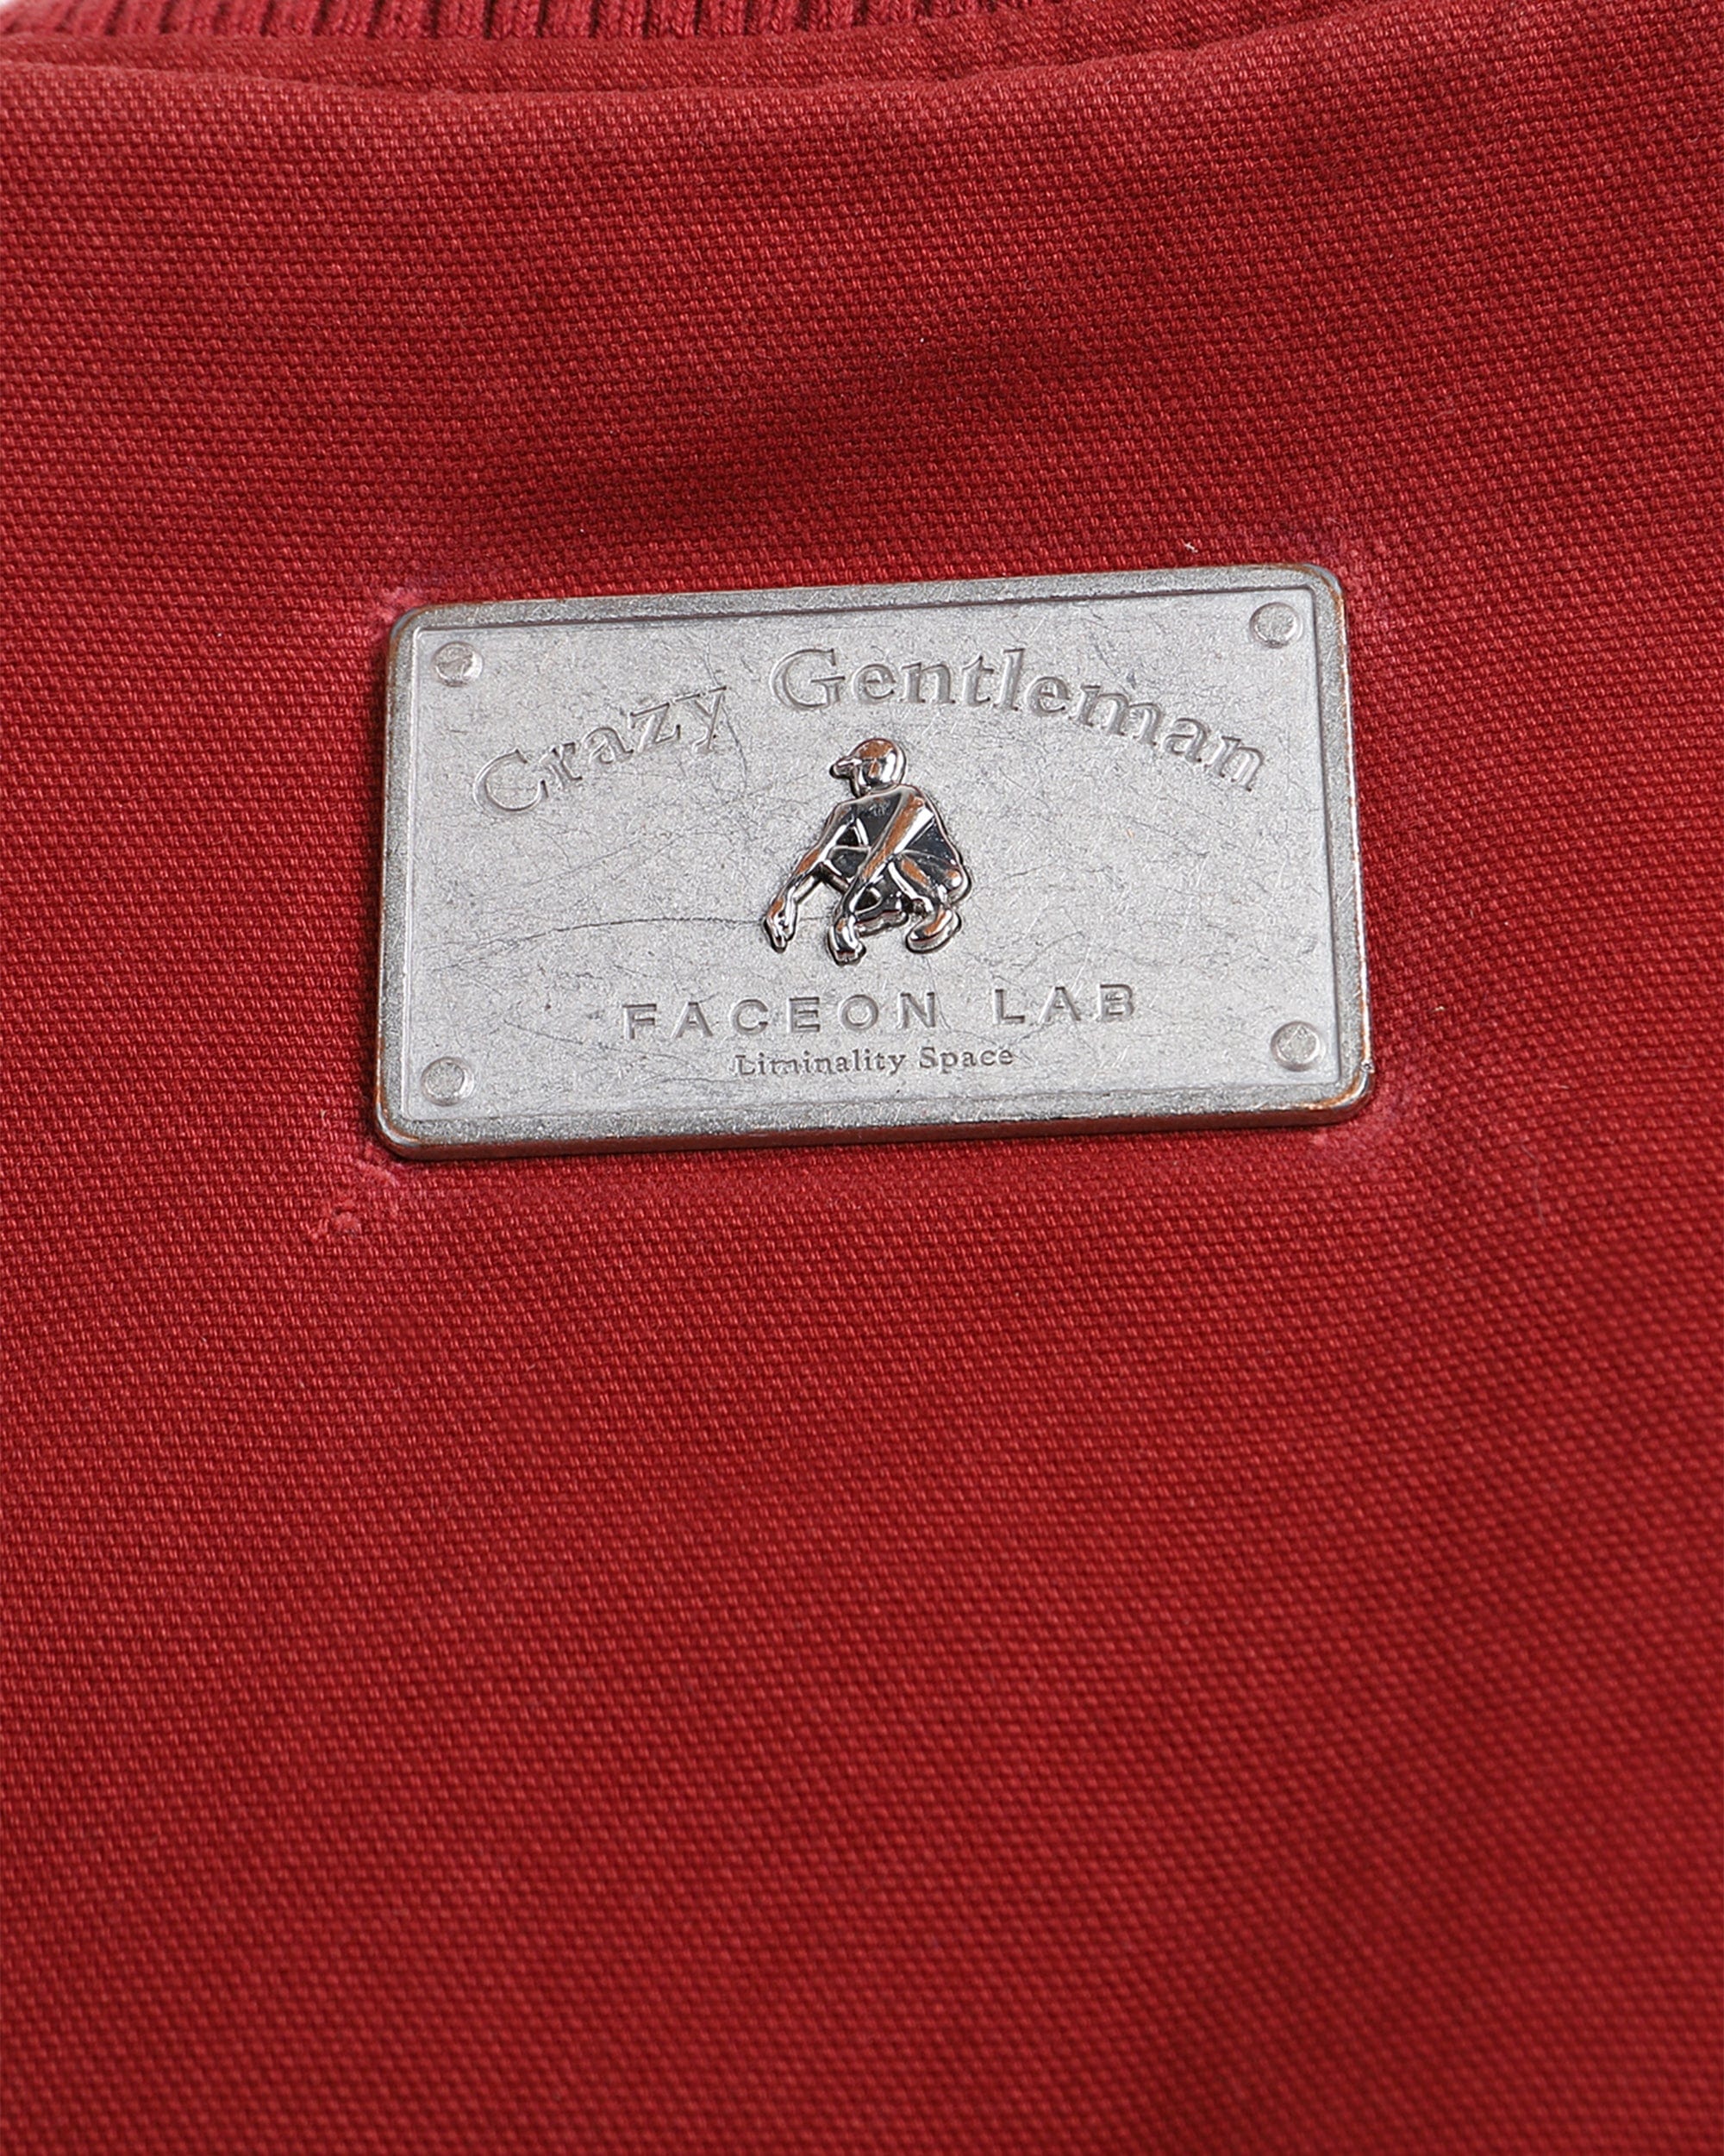 Crazy Gentleman
FACEON LAB
Liminality Space